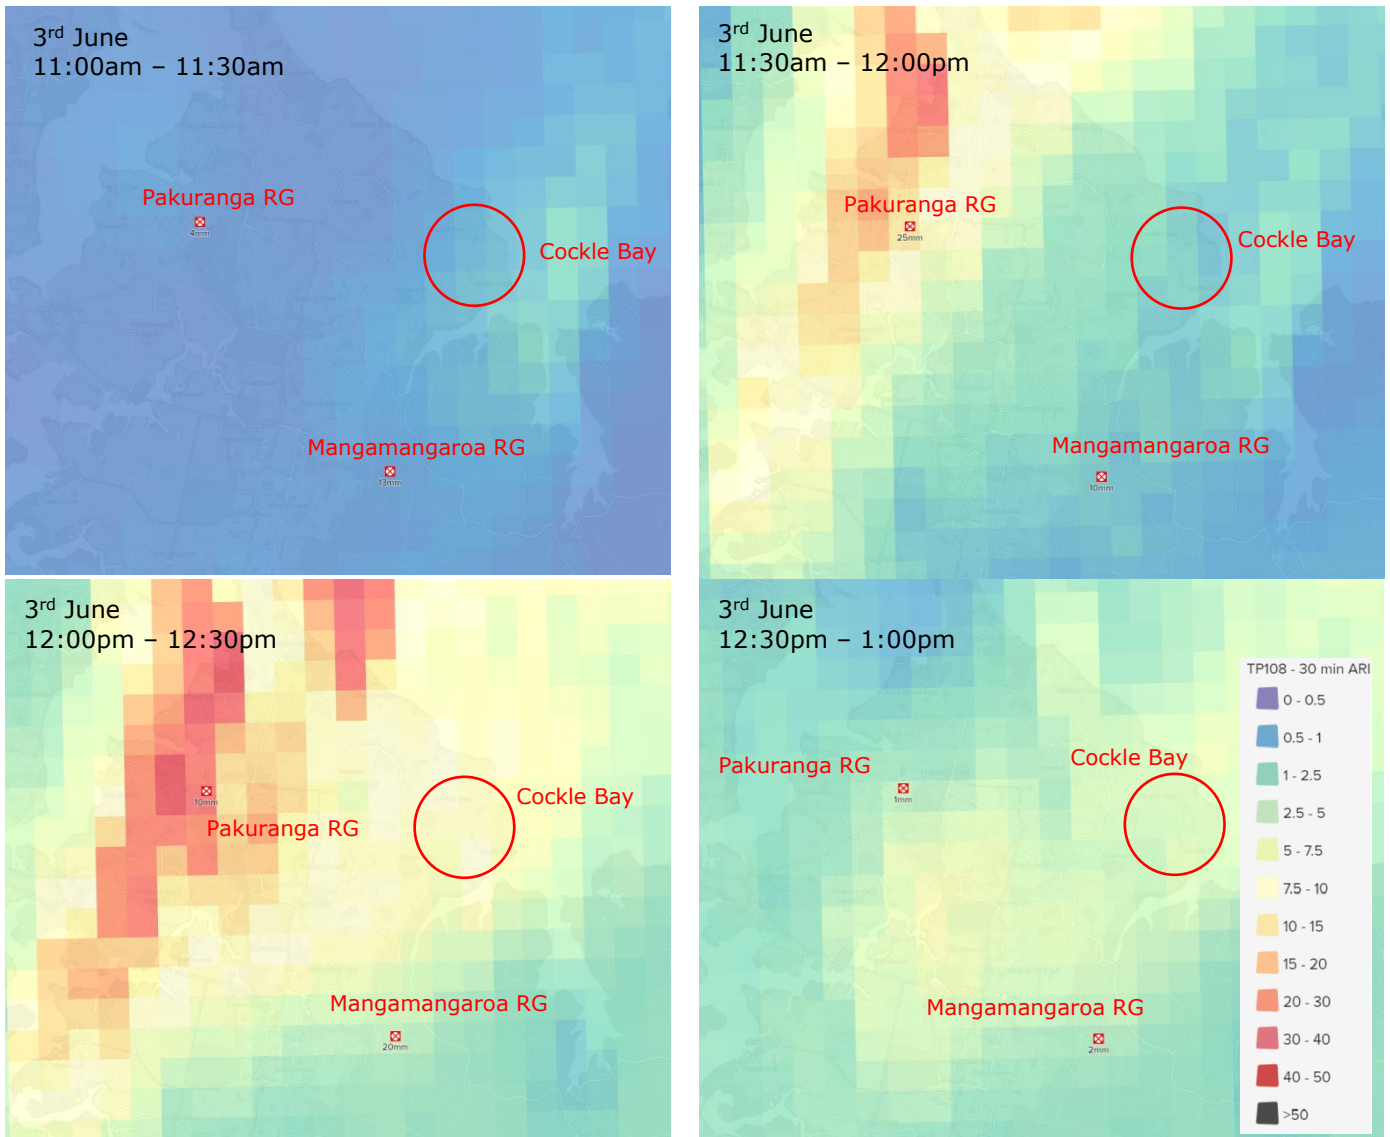 3rd June
11:00am – 11:30am
Pakuranga RG
4mm
Cockle Bay
Mangamangaroa RG
13mm
3rd June
11:30am – 12:00pm
Pakuranga RG
25mm
Cockle Bay
Mangamangaroa RG
10mm
3rd June
12:00pm – 12:30pm
10mm
Cockle Bay
Pakuranga RG
Mangamangaroa RG
20mm
3rd June
12:30pm – 1:00pm
Cockle Bay
Pakuranga RG
1mm
Mangamangaroa RG
2mm
TP108 - 30 min ARI
0 - 0.5
0.5 - 1
1 - 2.5
2.5 - 5
5 - 7.5
7.5 - 10
10 - 15
15 - 20
20 - 30
30 - 40
40 - 50
>50